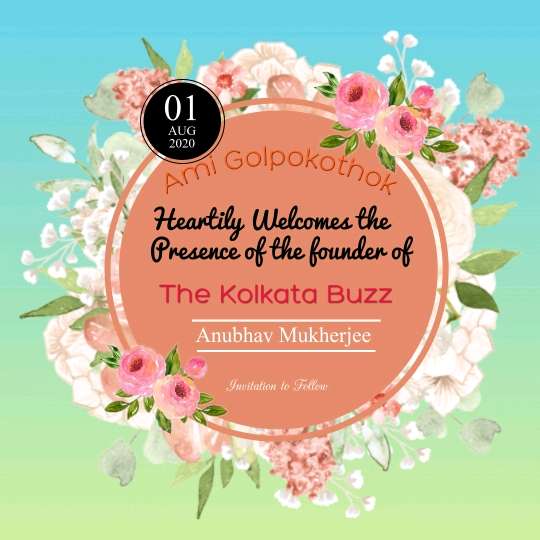 01
AUG
2020
Ami Golpokothok
Heartily Welcomes the
Presence of the founder of
The Kolkata Buzz
Anubhav Mukherjee
Invitation to Follow